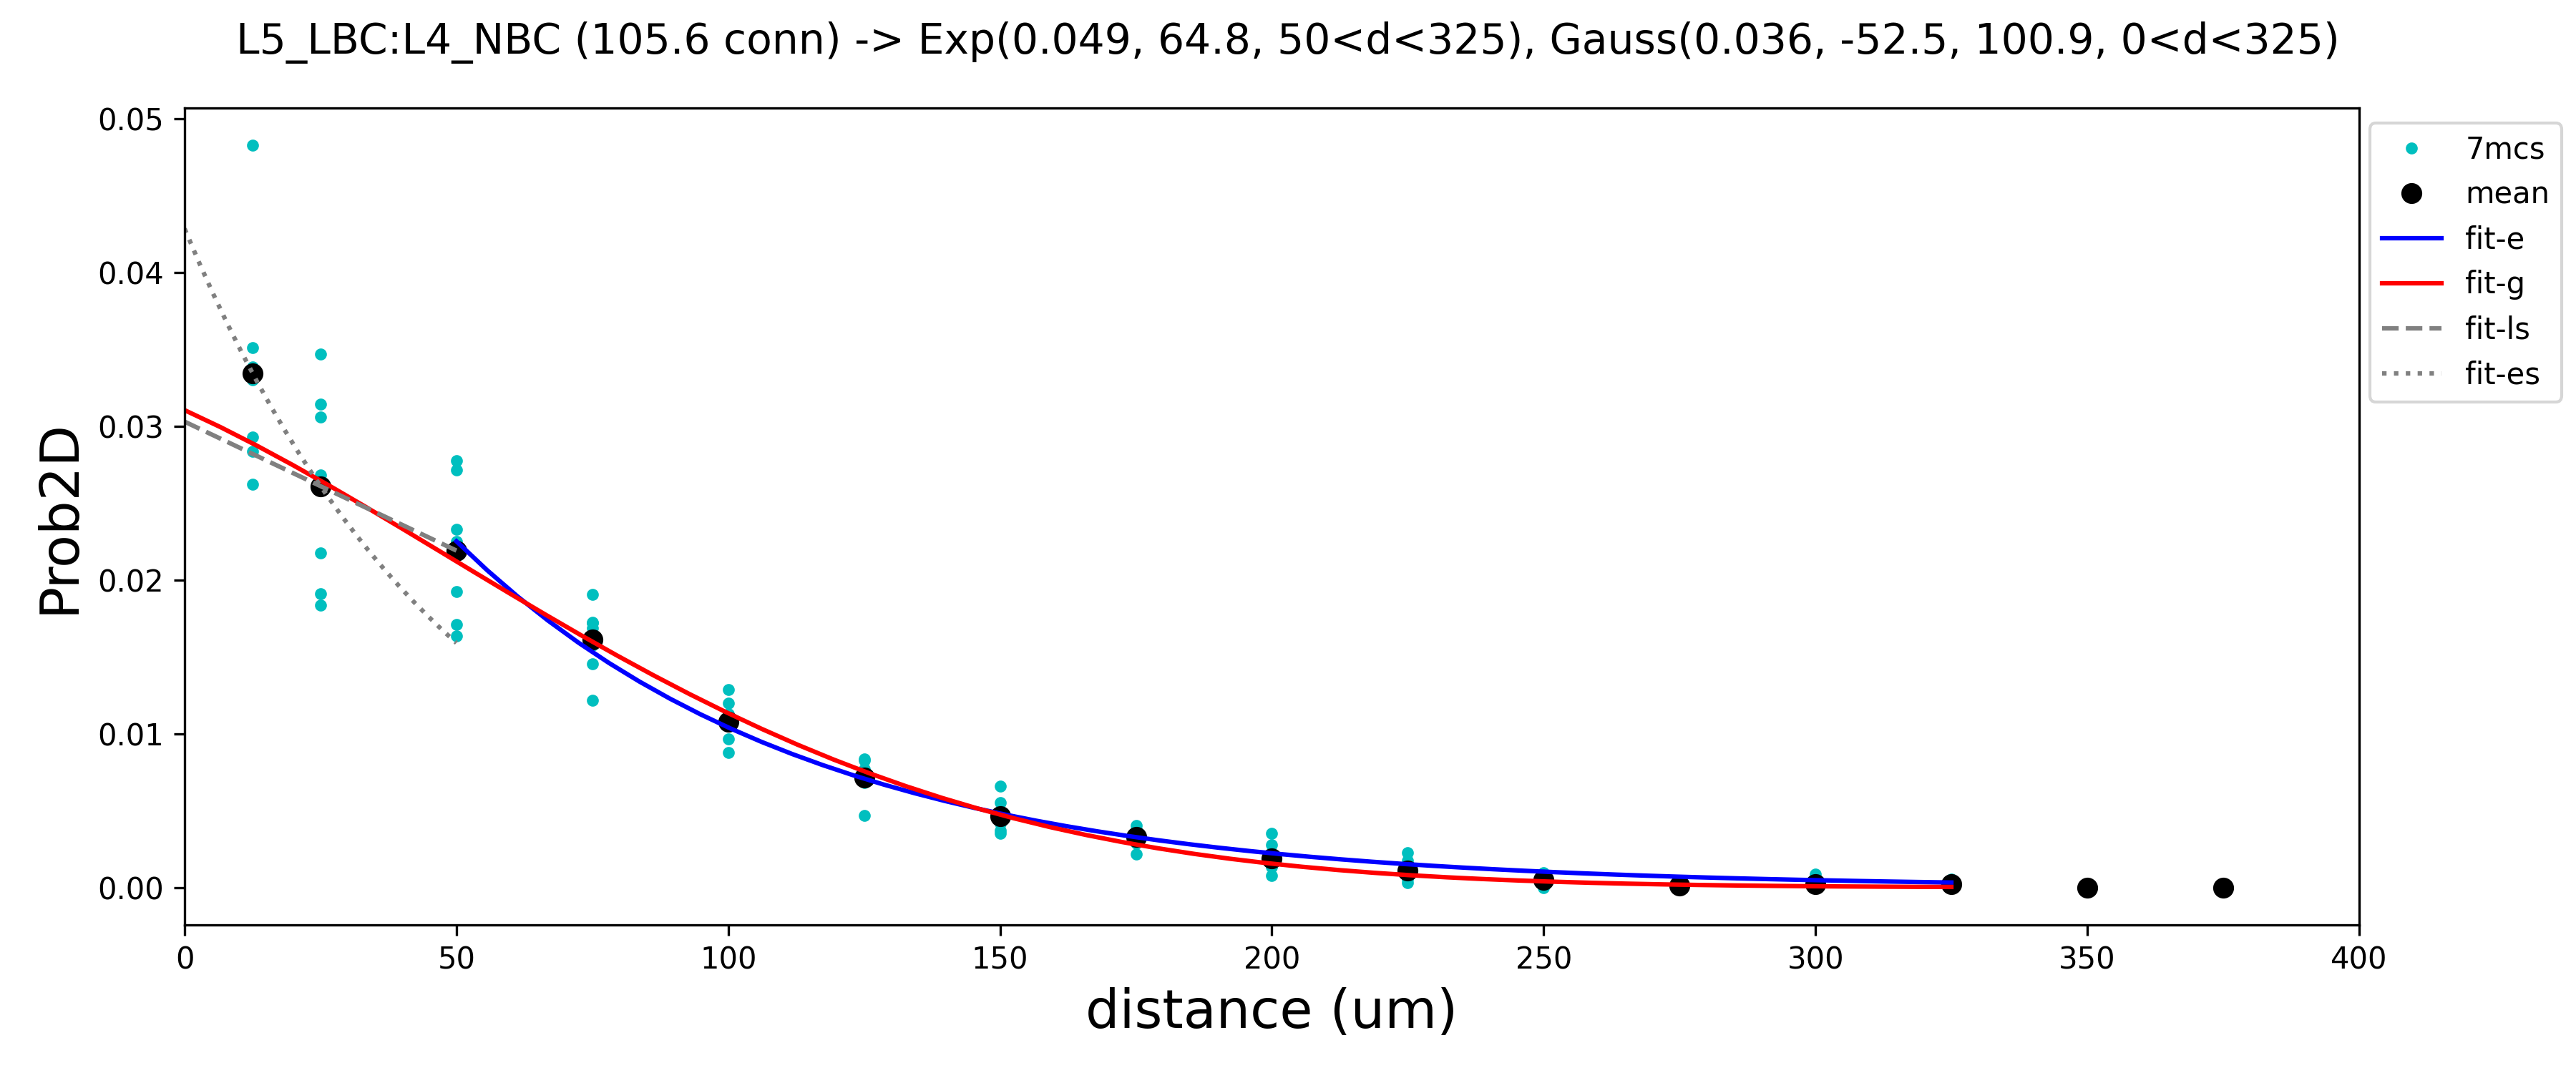 L5_LBC:L4_NBC (105.6 conn) -> Exp(0.049, 64.8, 50<d<325), Gauss(0.036, -52.5, 100.9, 0<d<325)
0.05
0.04
0.03
0.02
0.01
0.00
Prob2D
0 50 100 150 200 250 300 350 400
distance (um)
7mcs
mean
fit-e
fit-g
fit-ls
fit-es